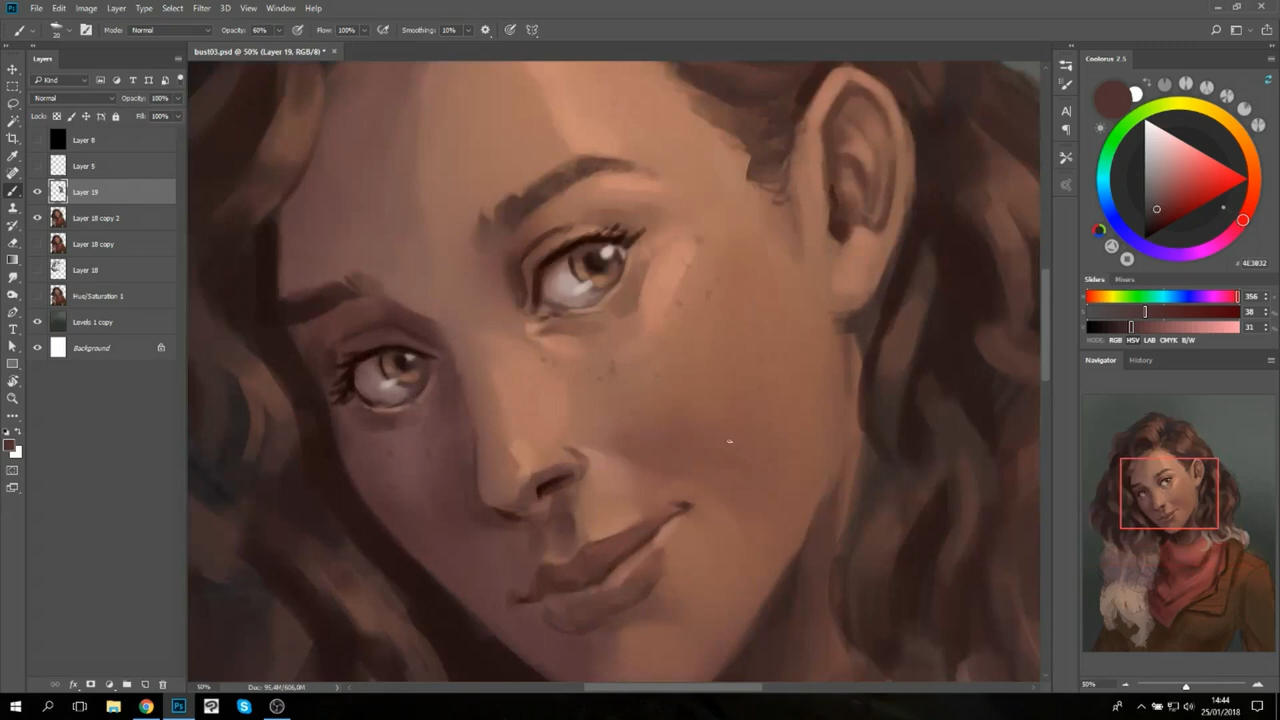 File Edit Image Layer Type Select Filter 3D View Window Help
20 Mode: Normal Opacity: 60% Flow: 100% Smoothing: 10%
bust03.psd @ 50% (Layer 19, RGB/8) * ×
Layers
Kind
Normal Opacity: 100%
Lock: Fill: 100%
Layer 8
Layer 5
Layer 19
Layer 18 copy 2
Layer 18 copy
Layer 18
Hue/Saturation 1
Levels 1 copy
Background
fx
50% Doc: 95,4M/606,0M
Coolorus 2.5
# 4E3032
Sliders Mixers
356
S 38
31
MODE: RGB HSV LAB CMYK B/W
Navigator History
50%
14:44
25/01/2018